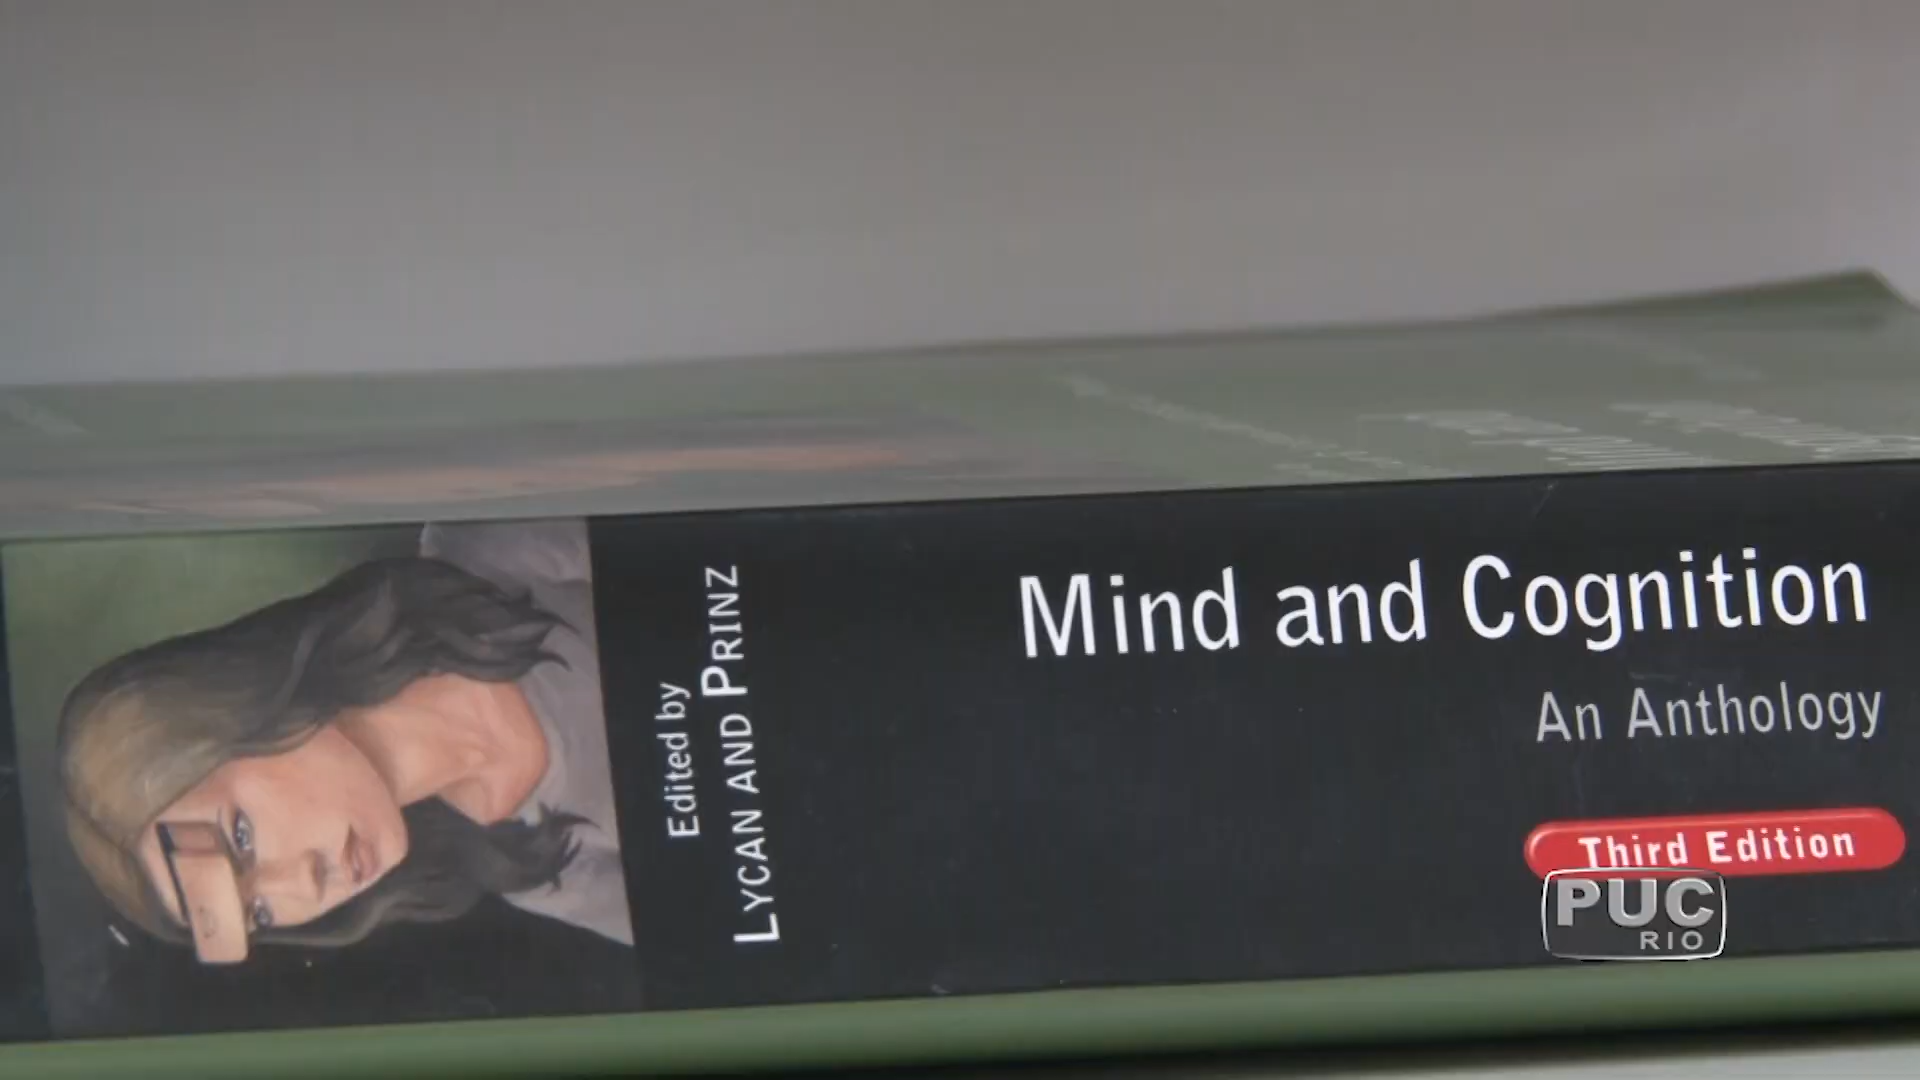 Edited by
LYCAN AND PRINZ
Mind and Cognition
An Anthology
Third Edition
PUC
RIO